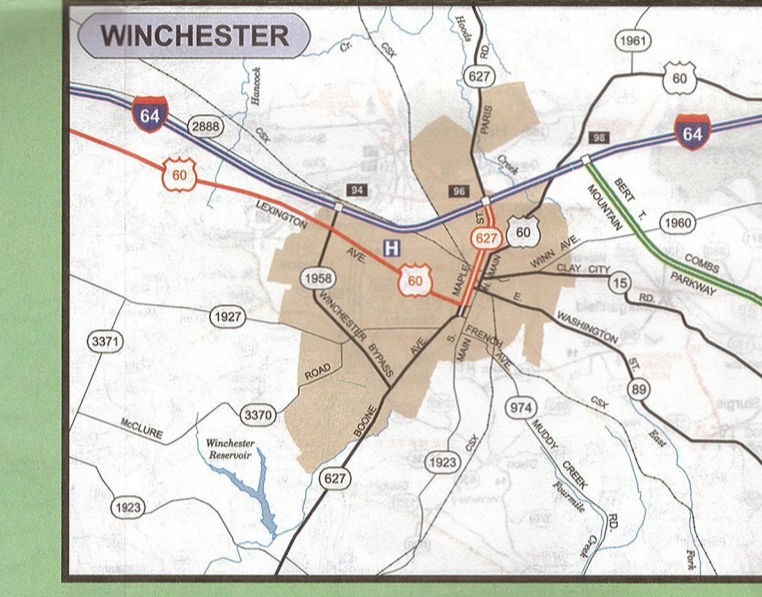 WINCHESTER
Cr.
CSX
Hoods
RD.
1961
627
60
Hancock
64
2888
CSX
PARIS
98
64
60
Creek
94
96
BERT T.
COMBS
MOUNTAIN
PARKWAY
LEXINGTON
AVE.
ST.
627
60
1960
H
WINN AVE.
MAPLE
N. MAIN
CLAY CITY
RD.
15
1958
60
E.
WASHINGTON
ST.
1927
WINCHESTER
BYPASS
AVE.
S.
MAIN
FRENCH
AVE.
3371
ROAD
89
CSX
3370
BOONE
974
McCLURE
MUDDY
CREEK
RD.
East
Winchester
Reservoir
1923
CSX
627
Fourmile
Creek
1923
Fork